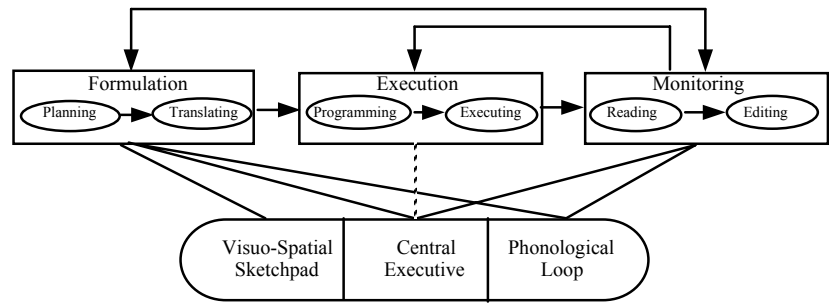 Formulation
Execution
Monitoring
Planning
Translating
Programming
Executing
Reading
Editing
Visuo-Spatial
Sketchpad
Central
Executive
Phonological
Loop